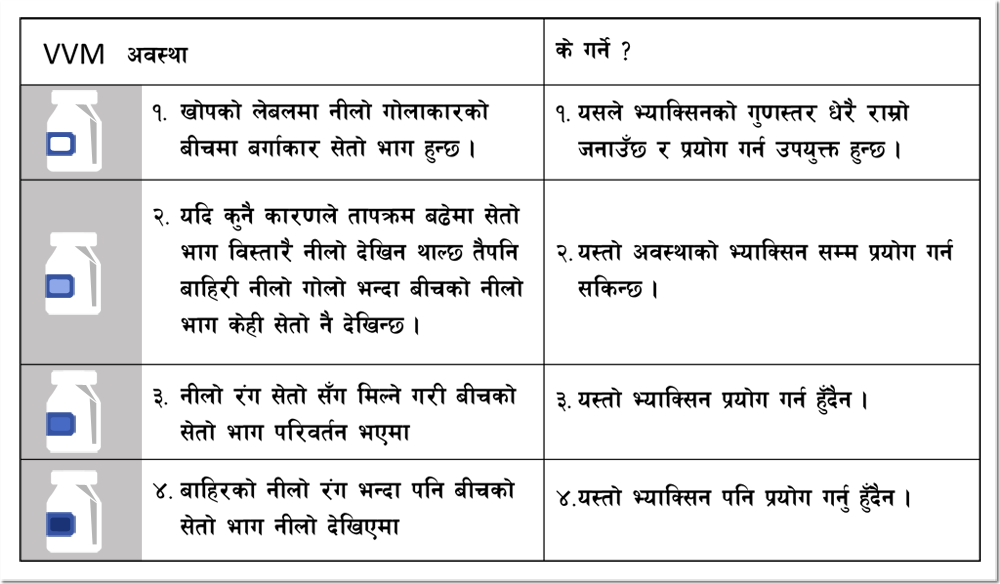 VVM अवस्था
के गर्ने ?
१. खोपको लेबलमा नीलो गोलाकारको
बीचमा बर्गाकार सेतो भाग हुन्छ ।
१. यसले भ्याक्सिनको गुणस्तर धेरै राम्रो
जनाउँछ र प्रयोग गर्न उपयुक्त हुन्छ ।
२. यदि कुनै कारणले तापक्रम बढेमा सेतो
भाग विस्तारै नीलो देखिन थाल्छ तैपनि
बाहिरी नीलो गोलो भन्दा बीचको नीलो
भाग केही सेतो नै देखिन्छ ।
२. यस्तो अवस्थाको भ्याक्सिन सम्म प्रयोग गर्न
सकिन्छ ।
३. नीलो रंग सेतो सँग मिल्ने गरी बीचको
सेतो भाग परिवर्तन भएमा
३. यस्तो भ्याक्सिन प्रयोग गर्न हुँदैन ।
४. बाहिरको नीलो रंग भन्दा पनि बीचको
सेतो भाग नीलो देखिएमा
४.यस्तो भ्याक्सिन पनि प्रयोग गर्नु हुँदैन ।